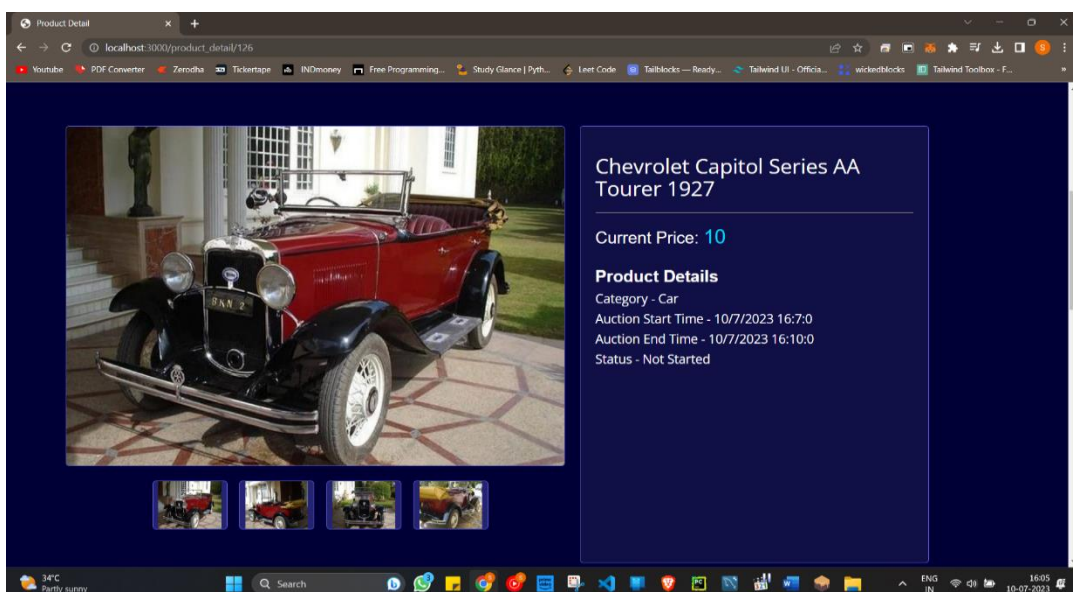 Product Detail
localhost:3000/product_detail/126
Youtube PDF Converter Zerodha Tickertape INDmoney Free Programming... Study Glance | Pyth... Leet Code Tailblocks — Ready... Tailwind UI - Officia... wickedblocks Tailwind Toolbox - F...
Chevrolet Capitol Series AA
Tourer 1927
Current Price: 10
Product Details
Category - Car
Auction Start Time - 10/7/2023 16:7:0
Auction End Time - 10/7/2023 16:10:0
Status - Not Started
34°C
Partly sunny
Search
ENG
IN
16:05
10-07-2023